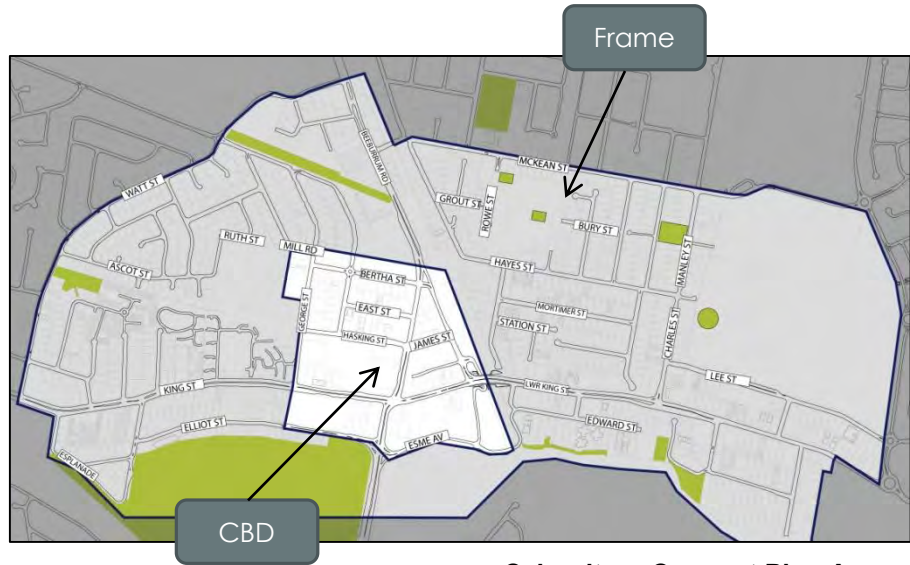 Frame
BEEBURRUM RD
MCKEAN ST
WATT ST
GROUT ST
ROWE ST
BURY ST
RUTH ST
MILL RD
MANLEY ST
HAYES ST
ASCOT ST
BERTHA ST
GEORGE ST
EAST ST
MORTIMER ST
STATION ST
HASKING ST
JAMES ST
CHARLES ST
LEE ST
KING ST
LWR KING ST
ELLIOT ST
EDWARD ST
ESME AV
ESPLANADE
CBD